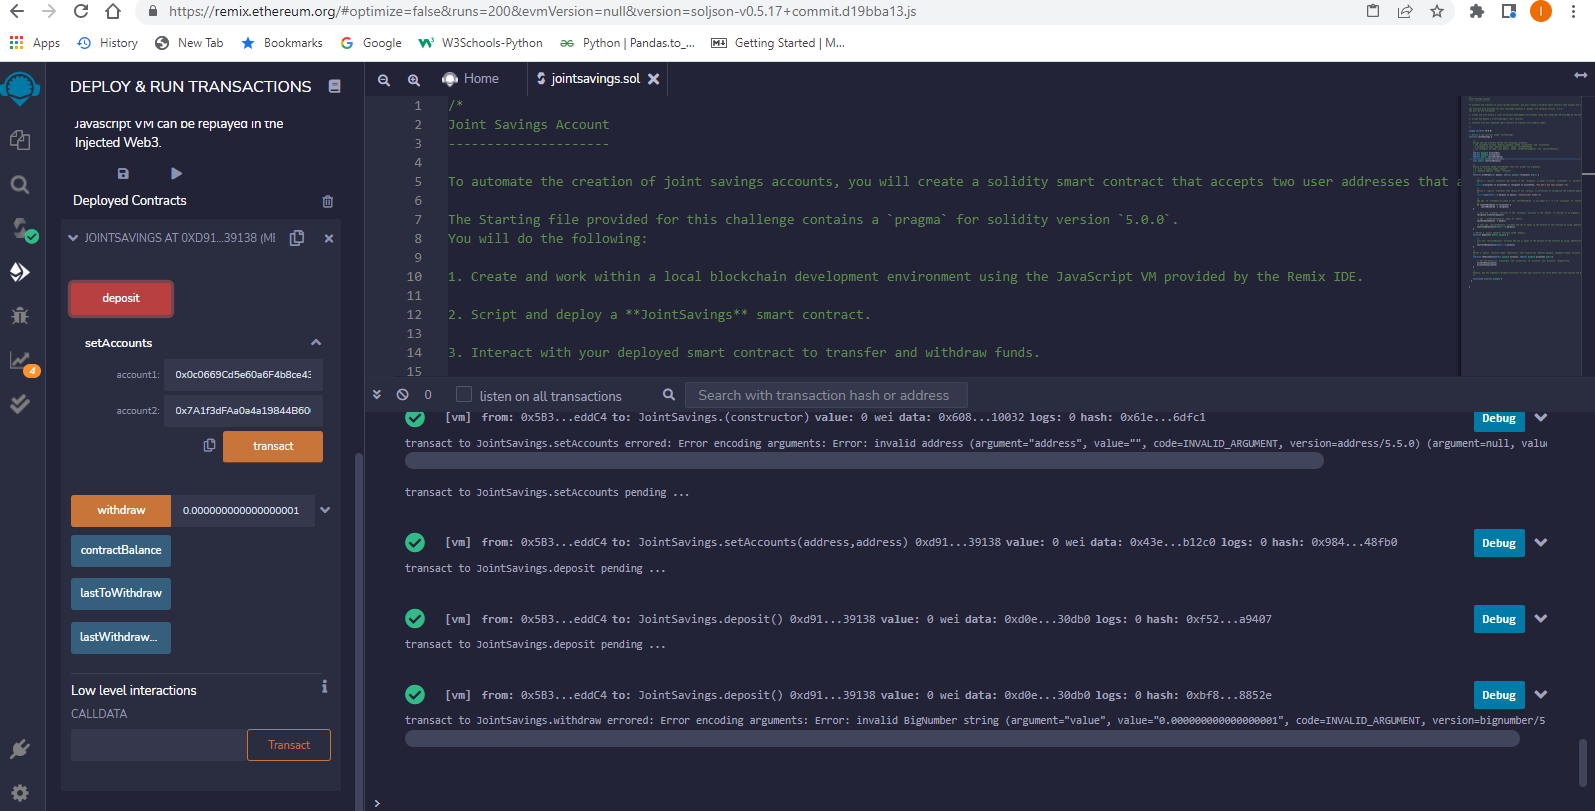 https://remix.ethereum.org/#optimize=false&runs=200&evmVersion=null&version=soljson-v0.5.17+commit.d19bba13.js
I
Apps
History
New Tab
Bookmarks
Google
W3Schools-Python
Python | Pandas.to_...
Getting Started | M...
DEPLOY & RUN TRANSACTIONS
Javascript VM can be replayed in the
Injected Web3.
Deployed Contracts
JOINTSAVINGS AT 0XD91...39138 (ME
deposit
setAccounts
account1:
0x0c0669Cd5e60a6F4b8ce43
account2:
0x7A1f3dFAa0a4a19844B606
transact
withdraw
0.000000000000000001
contractBalance
lastToWithdraw
lastWithdraw...
Low level interactions
i
CALLDATA
Transact
4
Home
jointsavings.sol
1 /*
2 Joint Savings Account
3 ---------------------
4
5 To automate the creation of joint savings accounts, you will create a solidity smart contract that accepts two user addresses that a
6
7 The Starting file provided for this challenge contains a `pragma` for solidity version `5.0.0`.
8 You will do the following:
9
10 1. Create and work within a local blockchain development environment using the JavaScript VM provided by the Remix IDE.
11
12 2. Script and deploy a **JointSavings** smart contract.
13
14 3. Interact with your deployed smart contract to transfer and withdraw funds.
15
0
listen on all transactions
Search with transaction hash or address
[vm] from: 0x5B3...eddC4 to: JointSavings.(constructor) value: 0 wei data: 0x608...10032 logs: 0 hash: 0x61e...6dfc1
Debug
transact to JointSavings.setAccounts errored: Error encoding arguments: Error: invalid address (argument="address", value="", code=INVALID_ARGUMENT, version=address/5.5.0) (argument=null, valu
transact to JointSavings.setAccounts pending ...
[vm] from: 0x5B3...eddC4 to: JointSavings.setAccounts(address,address) 0xd91...39138 value: 0 wei data: 0x43e...b12c0 logs: 0 hash: 0x984...48fb0
Debug
transact to JointSavings.deposit pending ...
[vm] from: 0x5B3...eddC4 to: JointSavings.deposit() 0xd91...39138 value: 0 wei data: 0xd0e...30db0 logs: 0 hash: 0xf52...a9407
Debug
transact to JointSavings.deposit pending ...
[vm] from: 0x5B3...eddC4 to: JointSavings.deposit() 0xd91...39138 value: 0 wei data: 0xd0e...30db0 logs: 0 hash: 0xbf8...8852e
Debug
transact to JointSavings.withdraw errored: Error encoding arguments: Error: invalid BigNumber string (argument="value", value="0.000000000000000001", code=INVALID_ARGUMENT, version=bignumber/5
>